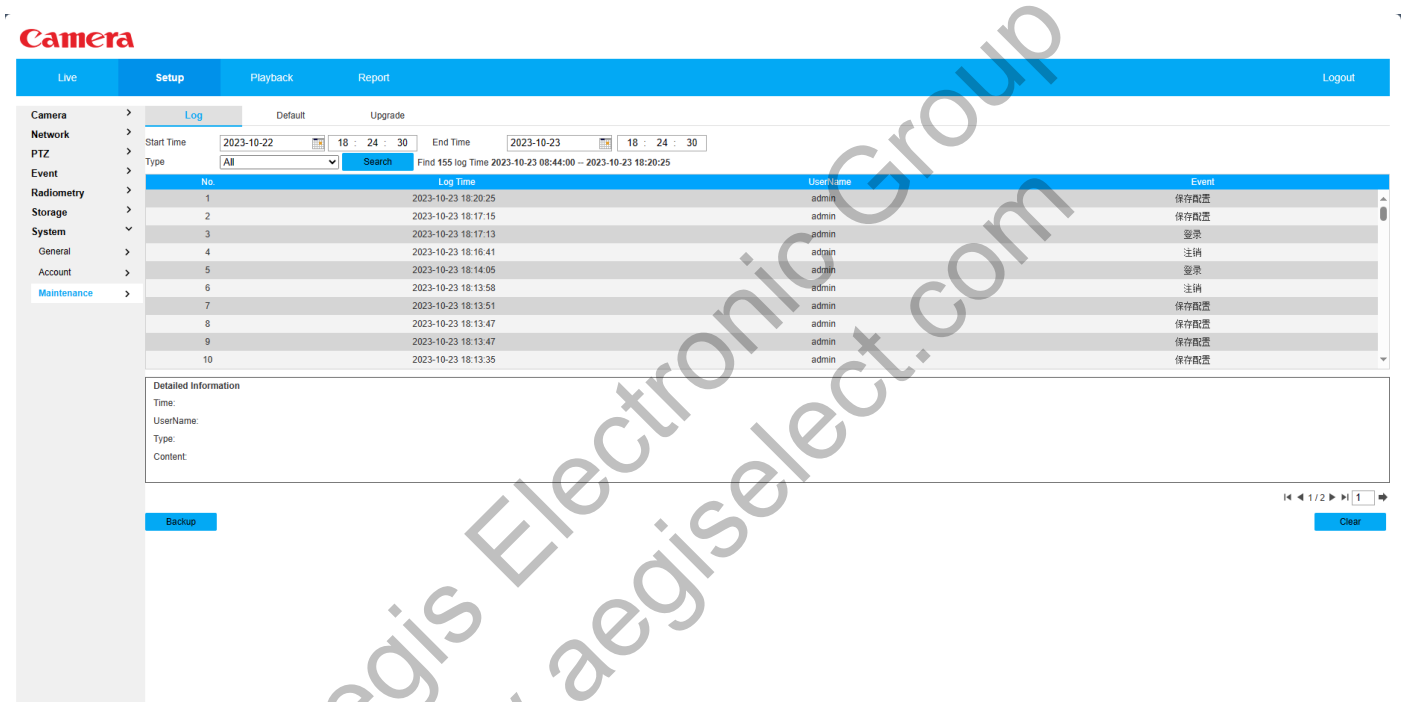 Camera
Live Setup Playback Report Logout
Camera
Network
PTZ
Event
Radiometry
Storage
System
General
Account
Maintenance
Log Default Upgrade
Start Time 2023-10-22 18 : 24 : 30 End Time 2023-10-23 18 : 24 : 30
Type All Search Find 155 log Time 2023-10-23 08:44:00 -- 2023-10-23 18:20:25
No. Log Time UserName Event
1 2023-10-23 18:20:25 admin 保存配置
2 2023-10-23 18:17:15 admin 保存配置
3 2023-10-23 18:17:13 admin 登录
4 2023-10-23 18:16:41 admin 注销
5 2023-10-23 18:14:05 admin 登录
6 2023-10-23 18:13:58 admin 注销
7 2023-10-23 18:13:51 admin 保存配置
8 2023-10-23 18:13:47 admin 保存配置
9 2023-10-23 18:13:47 admin 保存配置
10 2023-10-23 18:13:35 admin 保存配置
Detailed Information
Time:
UserName:
Type:
Content:
1 / 2 1
Backup Clear
Electronic Group
aegiselect.com